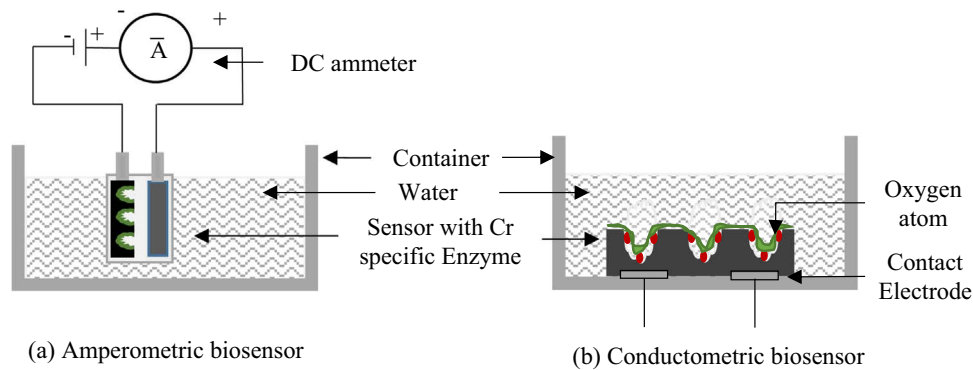 -
+
- +
A
DC ammeter
Container
Water
Sensor with Cr
specific Enzyme
Oxygen
atom
Contact
Electrode
(a) Amperometric biosensor
(b) Conductometric biosensor